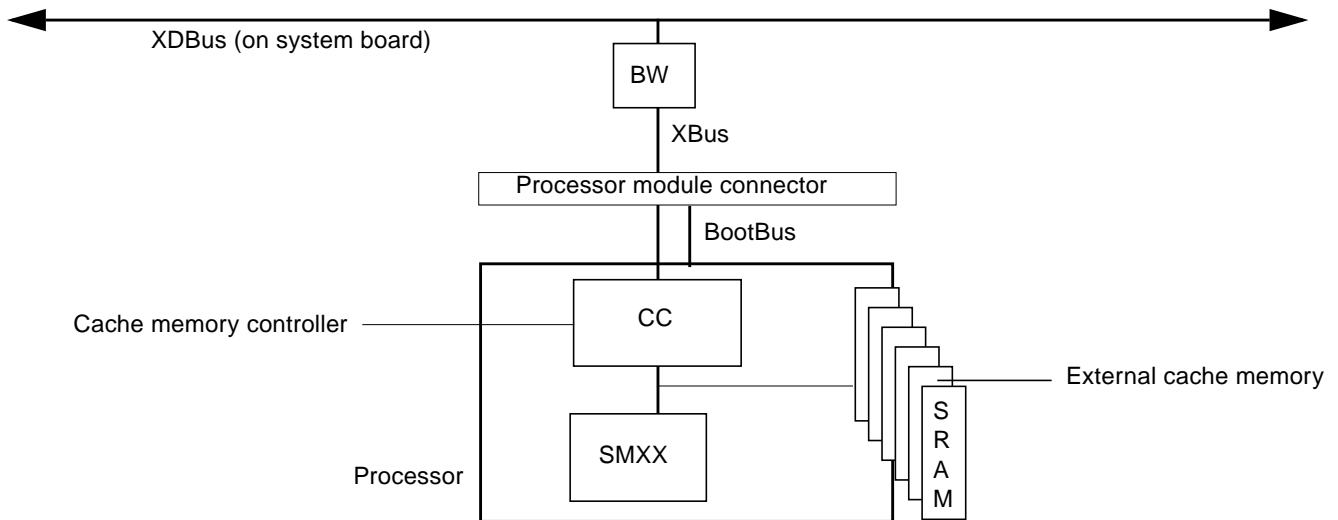 XDBus (on system board)
BW
XBus
Processor module connector
BootBus
CC
Cache memory controller
External cache memory
S
R
A
M
SMXX
Processor